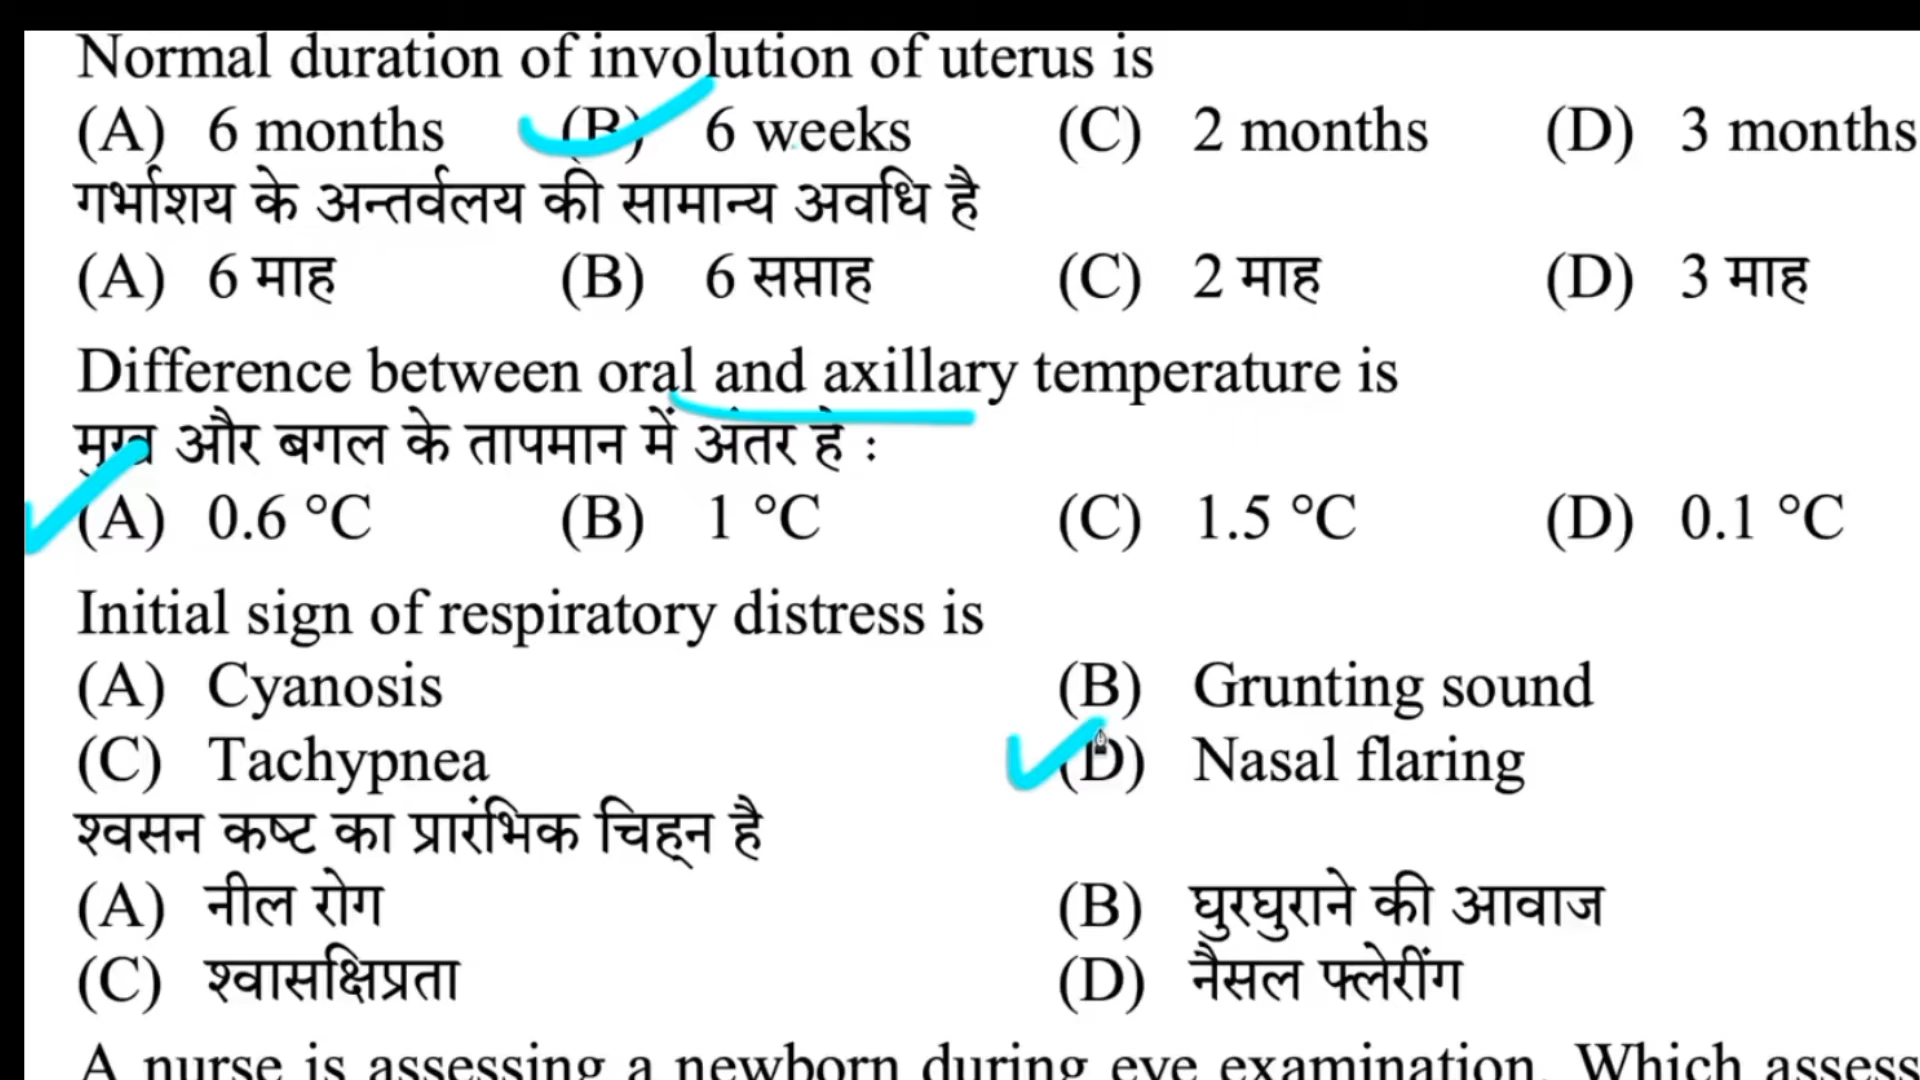 Normal duration of involution of uterus is
(A) 6 months (B) 6 weeks (C) 2 months (D) 3 months
गर्भाशय के अन्तर्वलय की सामान्य अवधि है
(A) 6 माह (B) 6 सप्ताह (C) 2 माह (D) 3 माह
Difference between oral and axillary temperature is
मुख और बगल के तापमान में अंतर है :
(A) 0.6 °C (B) 1 °C (C) 1.5 °C (D) 0.1 °C
Initial sign of respiratory distress is
(A) Cyanosis (B) Grunting sound
(C) Tachypnea (D) Nasal flaring
श्वसन कष्ट का प्रारंभिक चिह्न है
(A) नील रोग (B) घुरघुराने की आवाज
(C) श्वासक्षिप्रता (D) नैसल फ्लेरींग
A nurse is assessing a newborn during eye examination. Which assess